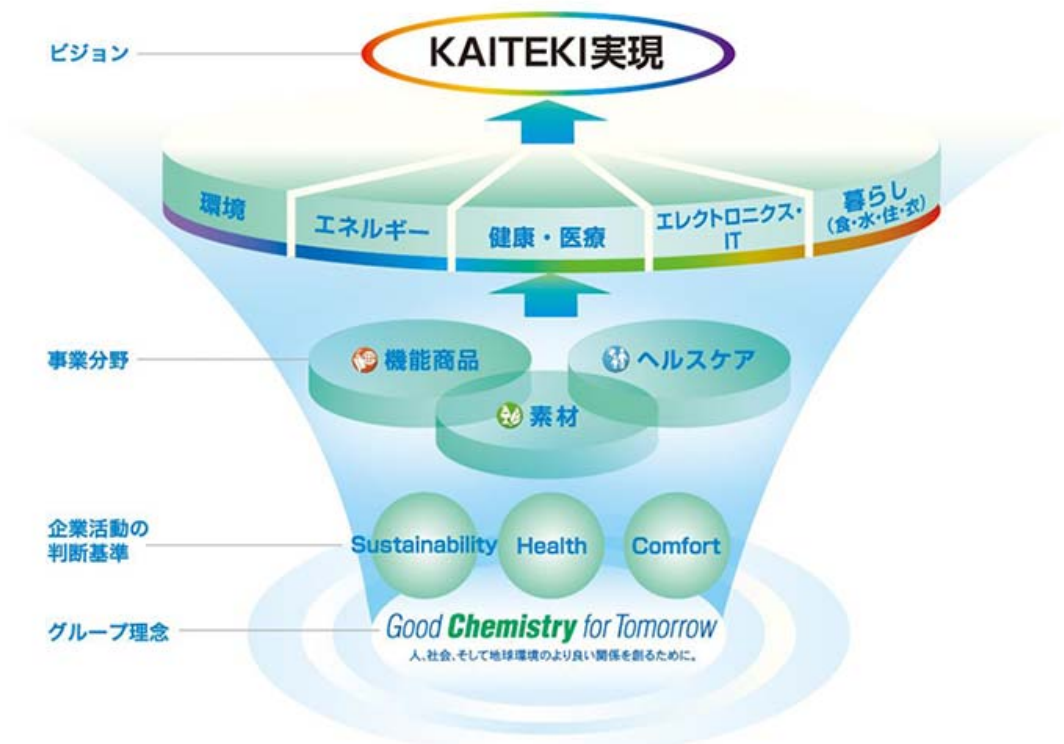 ビジョン
KAITEKI実現
環境
エネルギー
健康・医療
エレクトロニクス・
IT
暮らし
(食・水・住・衣)
事業分野
機能商品
ヘルスケア
素材
企業活動の
判断基準
Sustainability
Health
Comfort
グループ理念
Good Chemistry for Tomorrow
人、社会、そして地球環境のより良い関係を創るために。